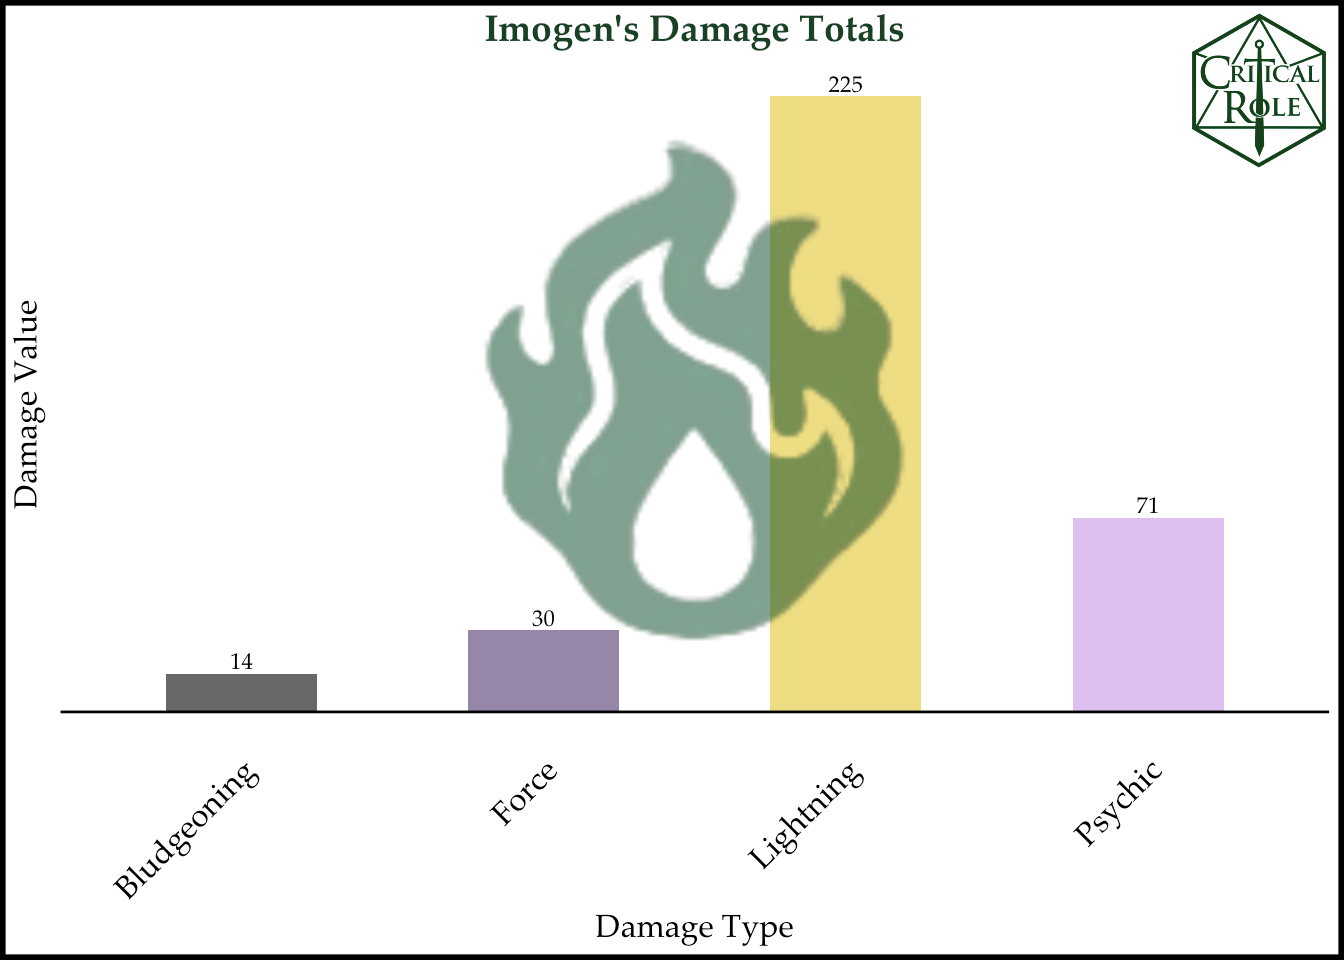 Imogen's Damage Totals
CRITICAL
ROLE
225
71
30
14
Damage Value
Bludgeoning
Force
Lightning
Psychic
Damage Type